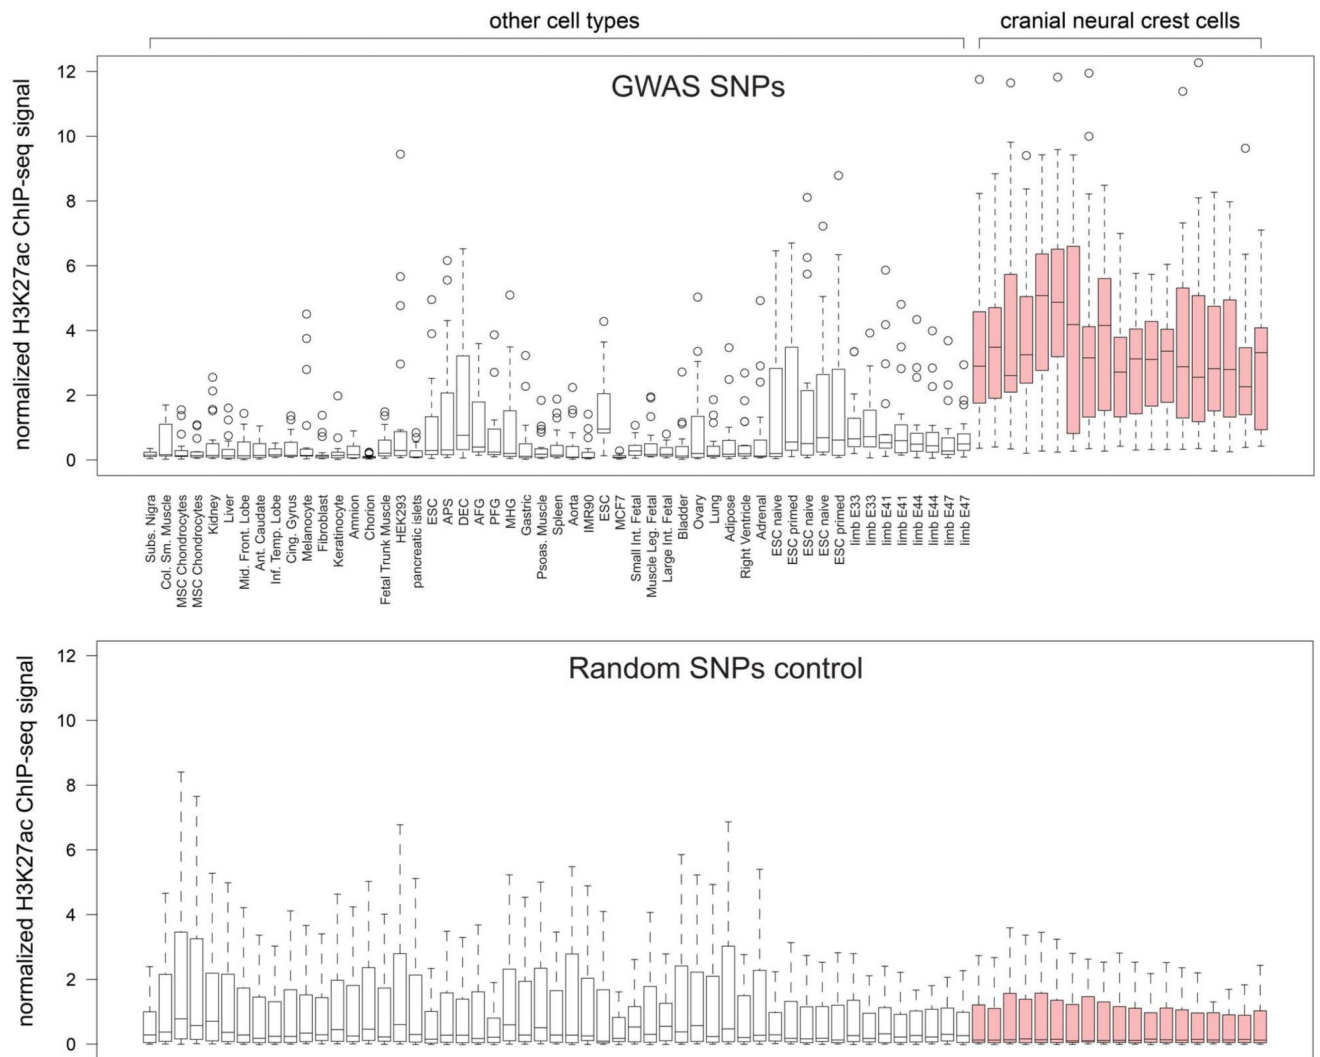 other cell types
cranial neural crest cells
GWAS SNPs
normalized H3K27ac ChIP-seq signal
12
10
8
6
4
2
0
Subs. Nigra
Col. Sm. Muscle
MSC Chondrocytes
MSC Chondrocytes
Kidney
Liver
Mid. Front. Lobe
Ant. Caudate
Inf. Temp. Lobe
Cing. Gyrus
Melanocyte
Fibroblast
Keratinocyte
Amnion
Chorion
Fetal Trunk Muscle
HEK293
pancreatic islets
ESC
APS
DEC
AFG
PFG
MHG
Gastric
Psoas. Muscle
Spleen
Aorta
IMR90
ESC
MCF7
Small Int. Fetal
Muscle Leg. Fetal
Large Int. Fetal
Bladder
Ovary
Lung
Adipose
Right Ventricle
Adrenal
ESC naive
ESC primed
ESC naive
ESC naive
ESC primed
limb E33
limb E33
limb E41
limb E41
limb E44
limb E44
limb E47
limb E47
Random SNPs control
normalized H3K27ac ChIP-seq signal
12
10
8
6
4
2
0